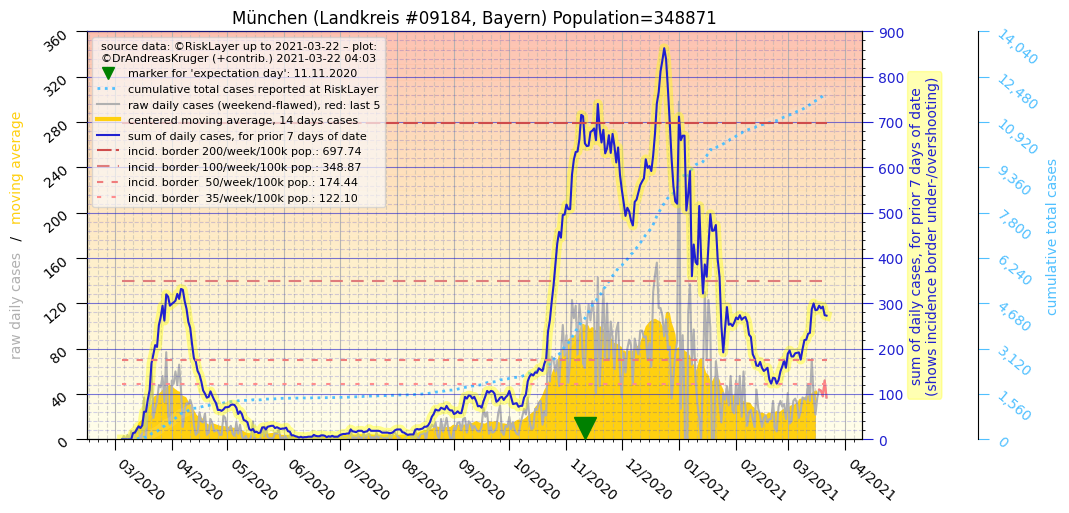 München (Landkreis #09184, Bayern) Population=348871
source data: ©RiskLayer up to 2021-03-22 – plot:
©DrAndreasKruger (+contrib.) 2021-03-22 04:03
marker for 'expectation day': 11.11.2020
cumulative total cases reported at RiskLayer
raw daily cases (weekend-flawed), red: last 5
centered moving average, 14 days cases
sum of daily cases, for prior 7 days of date
incid. border 200/week/100k pop.: 697.74
incid. border 100/week/100k pop.: 348.87
incid. border  50/week/100k pop.: 174.44
incid. border  35/week/100k pop.: 122.10
raw daily cases  /  moving average
360
320
280
240
200
160
120
80
40
0
03/2020
04/2020
05/2020
06/2020
07/2020
08/2020
09/2020
10/2020
11/2020
12/2020
01/2021
02/2021
03/2021
04/2021
900
800
700
600
500
400
300
200
100
0
sum of daily cases, for prior 7 days of date
(shows incidence border under-/overshooting)
14,040
12,480
10,920
9,360
7,800
6,240
4,680
3,120
1,560
0
cumulative total cases